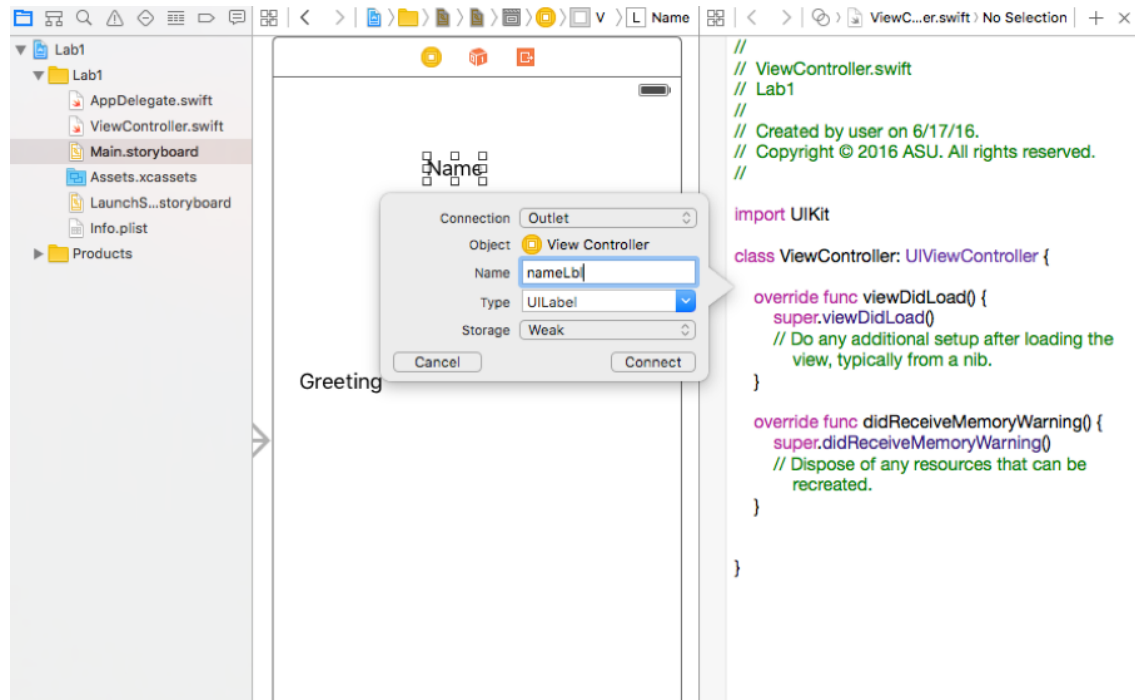 V
L Name
ViewC...er.swift
No Selection
Lab1
Lab1
AppDelegate.swift
ViewController.swift
Main.storyboard
Assets.xcassets
LaunchS...storyboard
Info.plist
Products
Name
Connection Outlet
Object View Controller
Name nameLbl
Type UILabel
Storage Weak
Cancel Connect
Greeting
//
// ViewController.swift
// Lab1
//
// Created by user on 6/17/16.
// Copyright © 2016 ASU. All rights reserved.
//
import UIKit
class ViewController: UIViewController {
override func viewDidLoad() {
super.viewDidLoad()
// Do any additional setup after loading the
view, typically from a nib.
}
override func didReceiveMemoryWarning() {
super.didReceiveMemoryWarning()
// Dispose of any resources that can be
recreated.
}
}